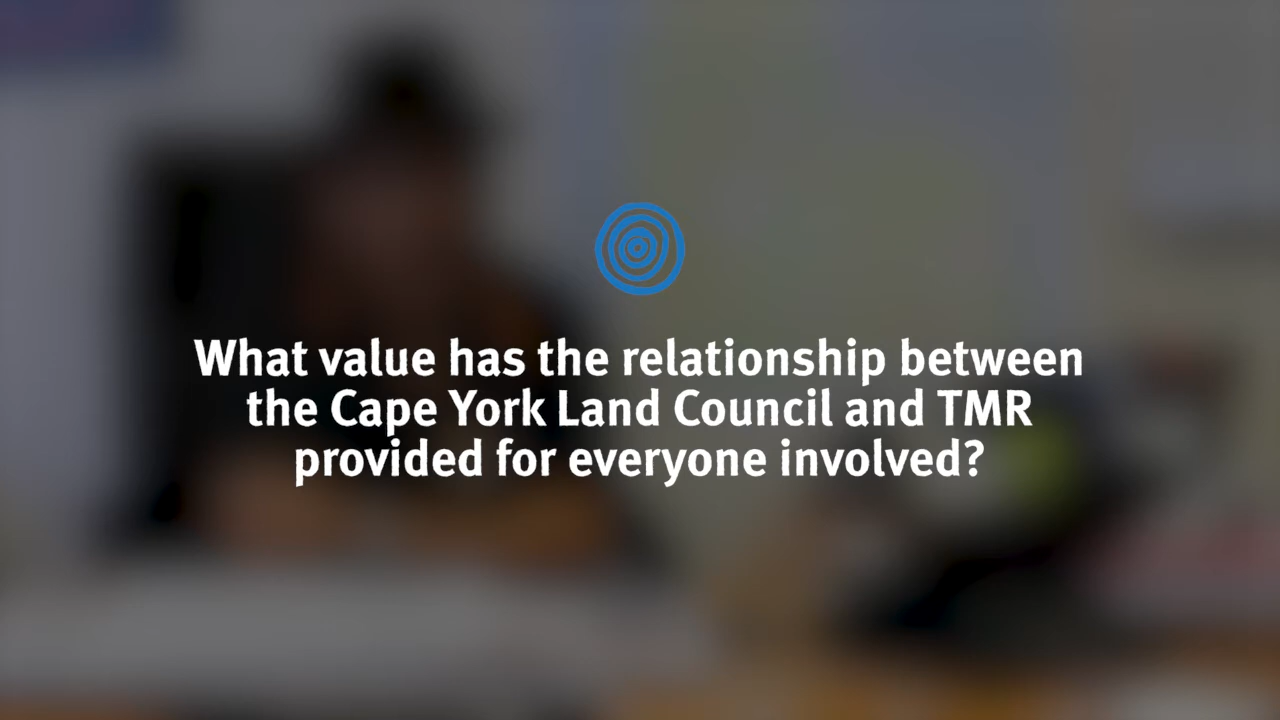 What value has the relationship between
the Cape York Land Council and TMR
provided for everyone involved?